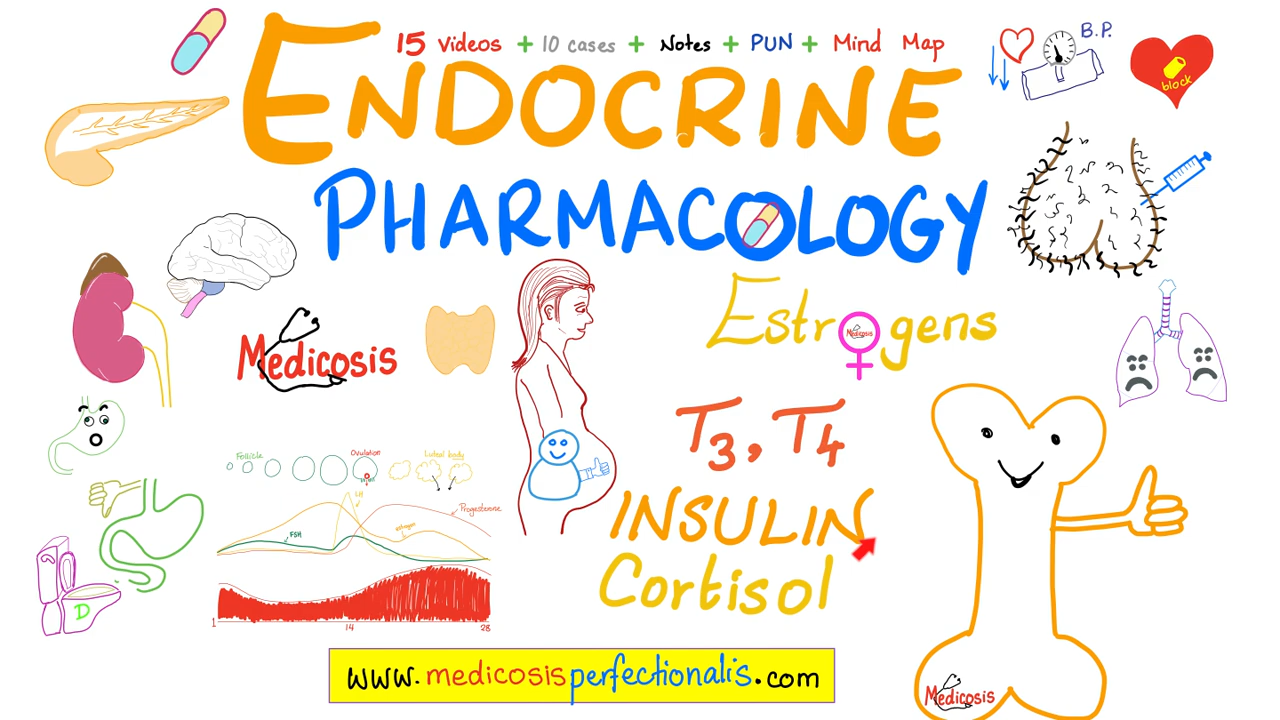 15 videos + 10 cases + Notes + PUN + Mind Map
B.P.
block
ENDOCRINE
PHARMACOLOGY
Estrogens
Medicosis
Medicosis
T3, T4
INSULIN
Cortisol
Follicle
Ovulation
Luteal body
LH
FSH
estrogen
Progesterone
1
14
28
D
www.medicosisperfectionalis.com
Medicosis